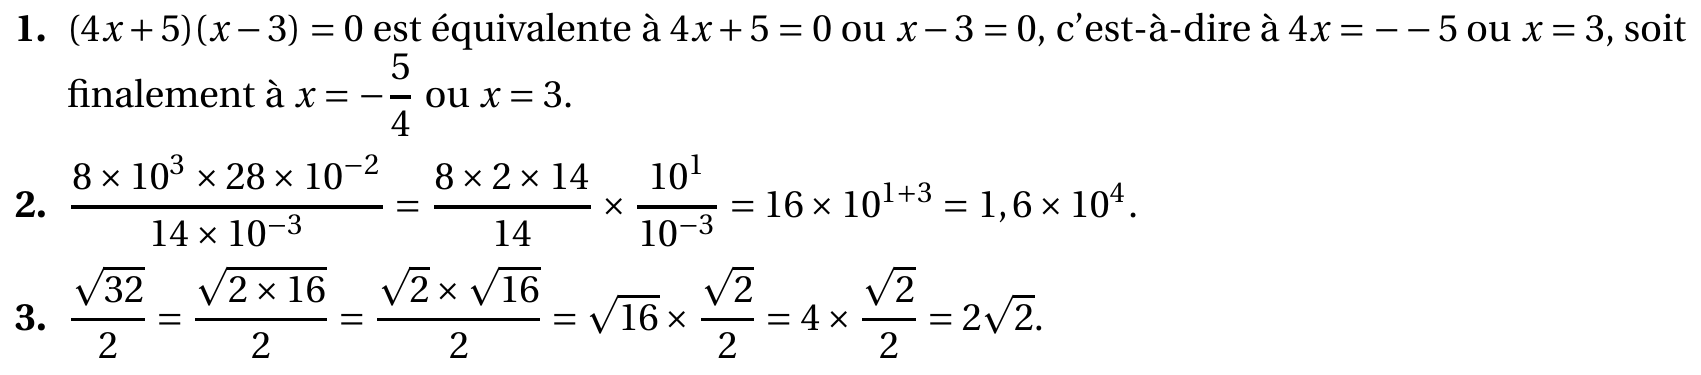 1. (4x+5)(x−3) = 0 est équivalente à 4x+5 = 0 ou x−3 = 0, c'est-à-dire à 4x = −−5 ou x = 3, soit
finalement à x = −5/4 ou x = 3.
2. (8 × 10³ × 28 × 10⁻²)/(14 × 10⁻³) = (8 × 2 × 14)/14 × 10¹/10⁻³ = 16 × 10¹⁺³ = 1,6 × 10⁴.
3. √32/2 = √(2 × 16)/2 = (√2 × √16)/2 = √16 × √2/2 = 4 × √2/2 = 2√2.